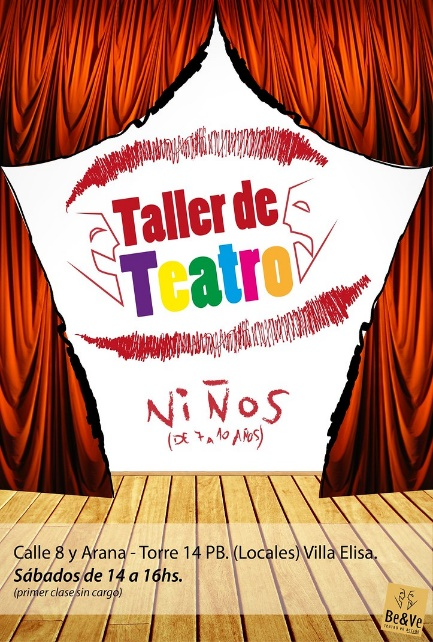 Taller de
Teatro
NiÑoS
(DE 7 a 10 AÑOS)
Calle 8 y Arana - Torre 14 PB. (Locales) Villa Elisa.
Sábados de 14 a 16hs.
(primer clase sin cargo)
Be&Ve